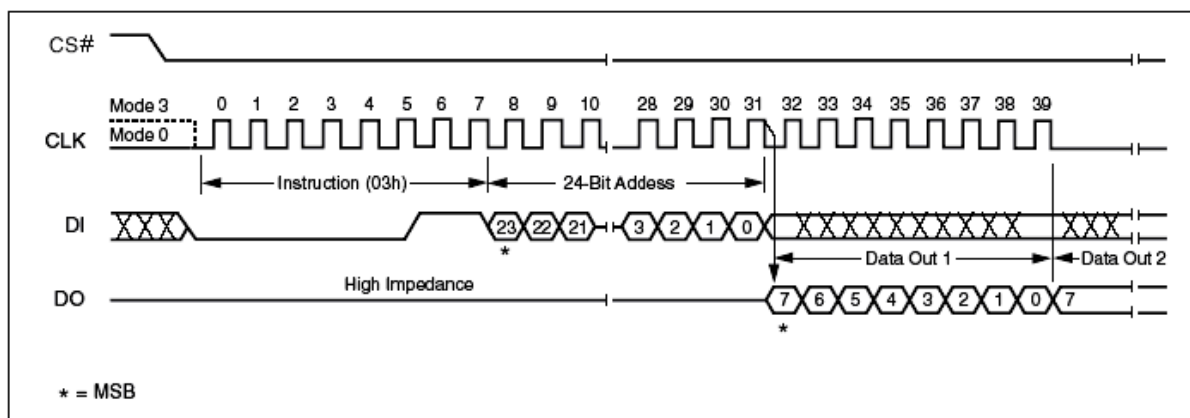 CS#
Mode 3
0 1 2 3 4 5 6 7 8 9 10 28 29 30 31 32 33 34 35 36 37 38 39
CLK
Mode 0
Instruction (03h)
24-Bit Addess
DI
23 22 21 3 2 1 0
*
Data Out 1
Data Out 2
High Impedance
DO
7 6 5 4 3 2 1 0 7
*
* = MSB